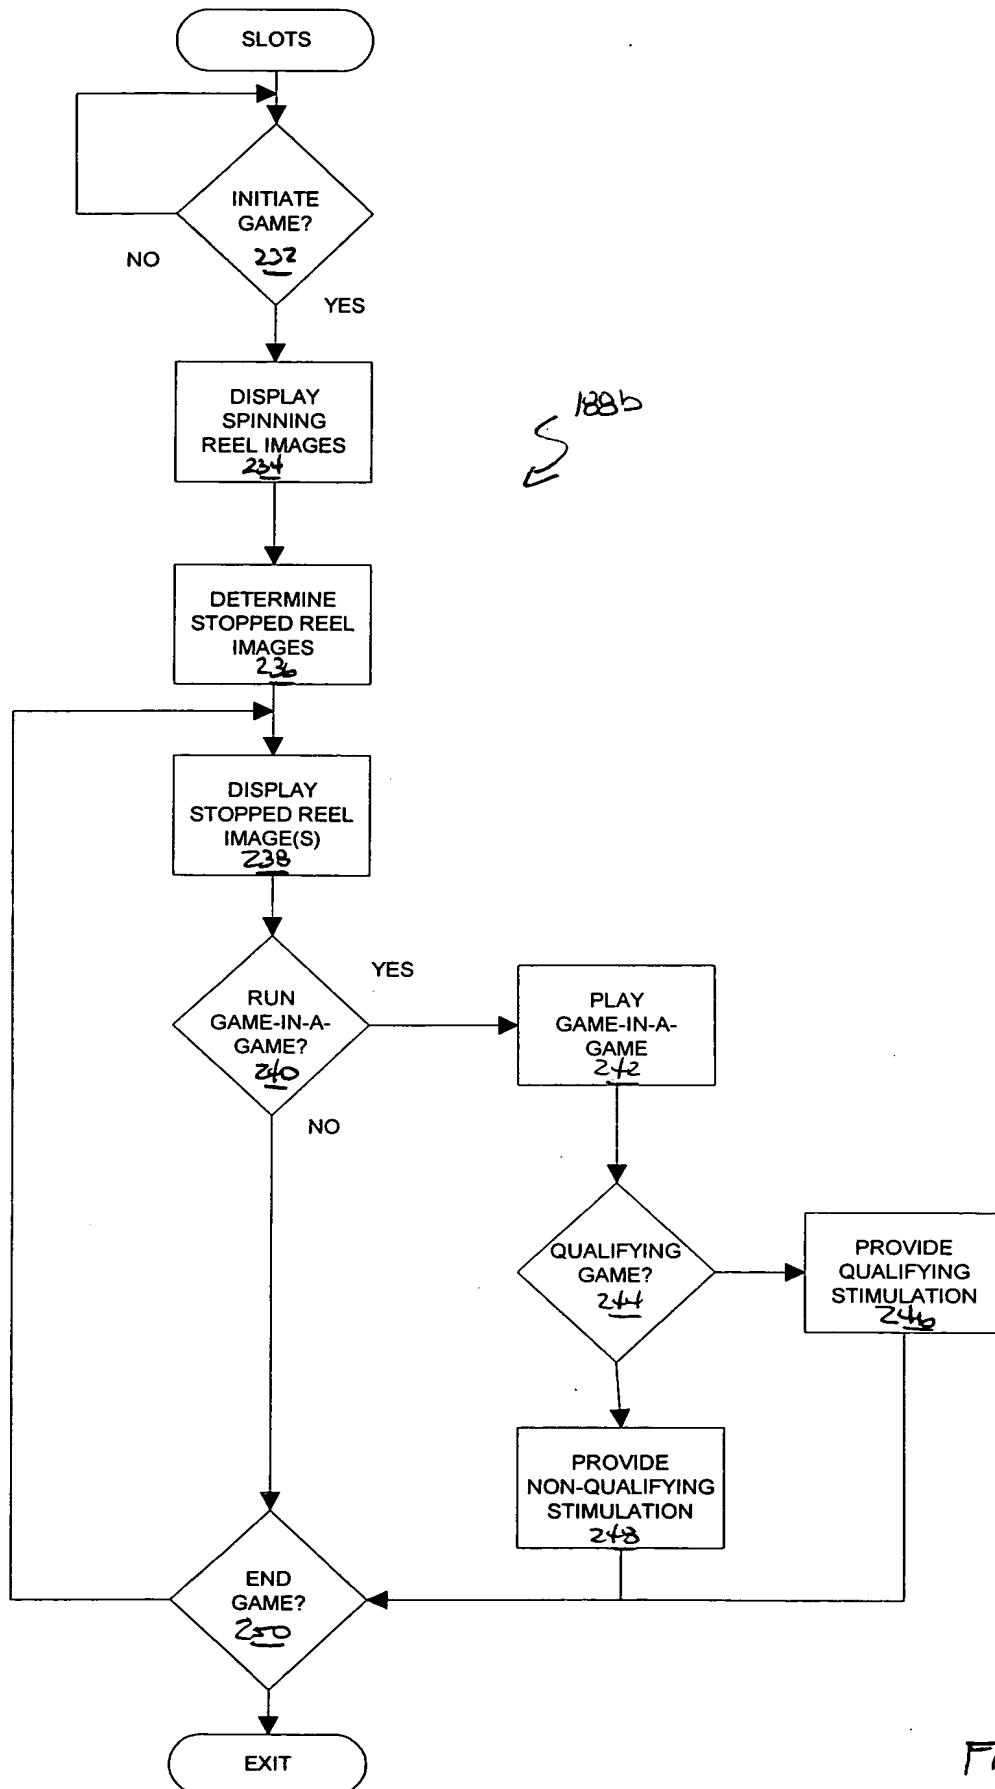 SLOTS
INITIATE
GAME?
232
NO
YES
DISPLAY
SPINNING
REEL IMAGES
234
188b
DETERMINE
STOPPED REEL
IMAGES
236
DISPLAY
STOPPED REEL
IMAGE(S)
238
RUN
GAME-IN-A-
GAME?
240
YES
NO
PLAY
GAME-IN-A-
GAME
242
QUALIFYING
GAME?
244
PROVIDE
QUALIFYING
STIMULATION
246
PROVIDE
NON-QUALIFYING
STIMULATION
248
END
GAME?
250
EXIT